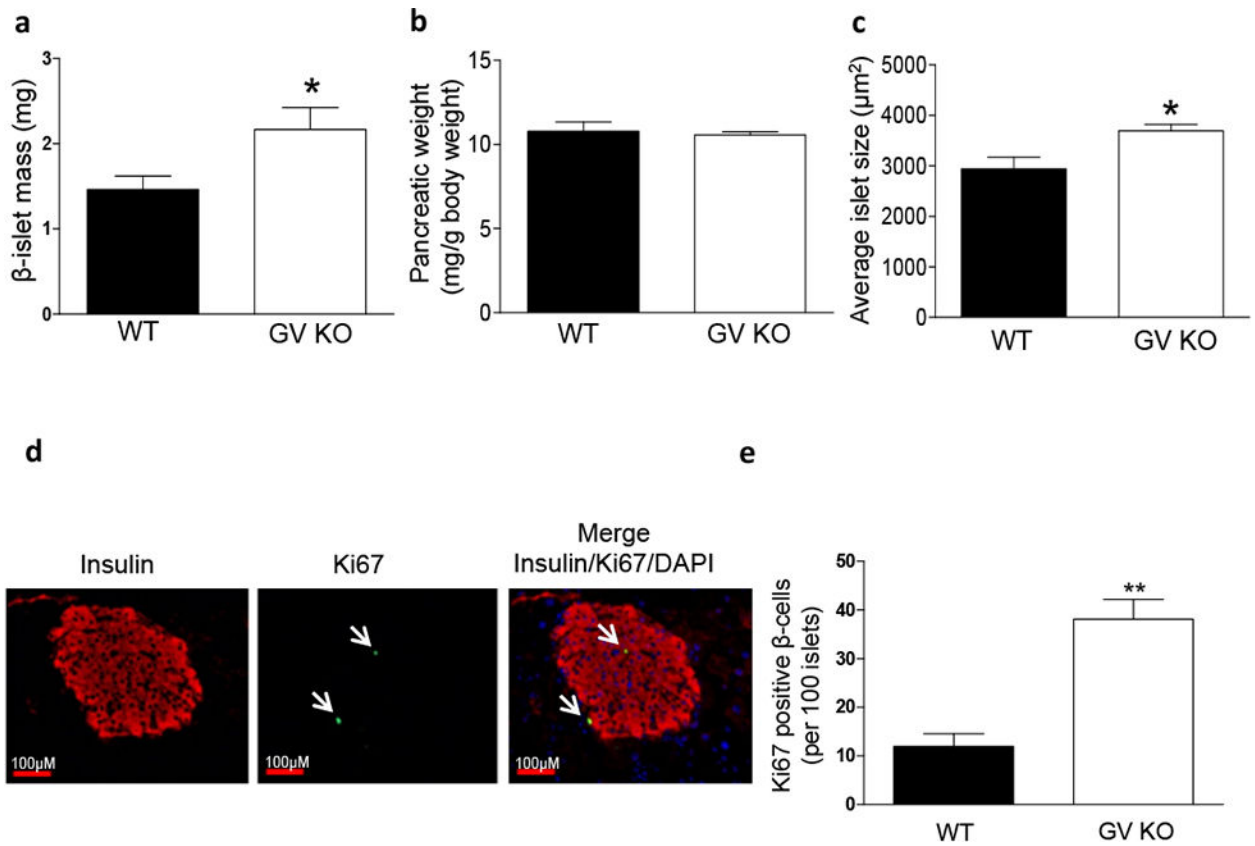 a
β-islet mass (mg)
3
2
1
0
*
WT
GV KO
b
Pancreatic weight
(mg/g body weight)
15
10
5
0
WT
GV KO
c
Average islet size (µm²)
5000
4000
3000
2000
1000
0
*
WT
GV KO
d
Insulin
Ki67
Merge
Insulin/Ki67/DAPI
100µM
100µM
100µM
e
Ki67 positive β-cells
(per 100 islets)
50
40
30
20
10
0
**
WT
GV KO